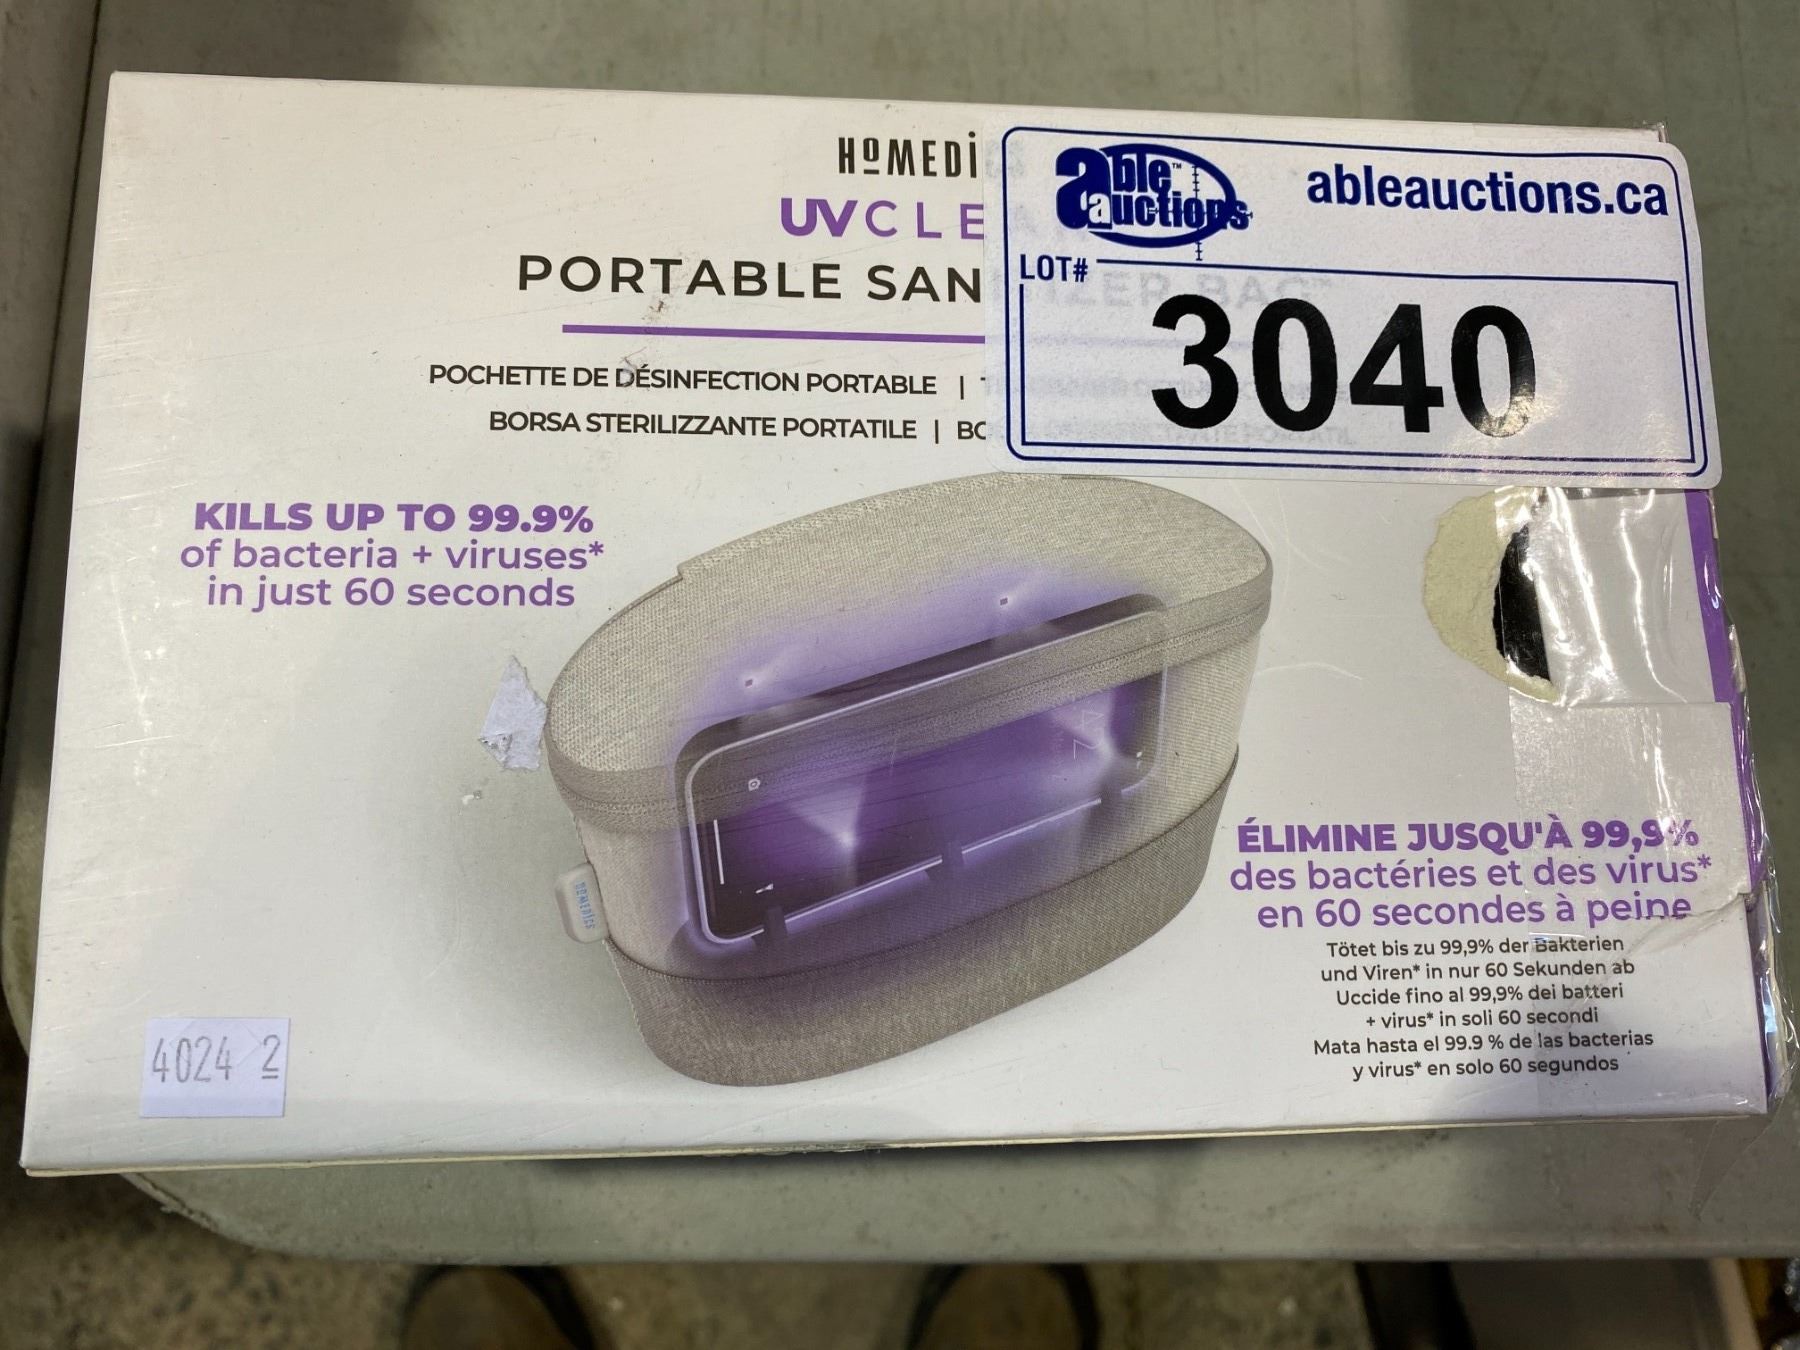 HOMEDI
UVCLE
PORTABLE SAN
POCHETTE DE DÉSINFECTION PORTABLE |
BORSA STERILIZZANTE PORTATILE | BO
able™ auctions
ableauctions.ca
LOT#
3040
KILLS UP TO 99.9%
of bacteria + viruses*
in just 60 seconds
HOMEDICS
ÉLIMINE JUSQU'À 99,9%
des bactéries et des virus*
en 60 secondes à peine
Tötet bis zu 99,9% der Bakterien
und Viren* in nur 60 Sekunden ab
Uccide fino al 99,9% dei batteri
+ virus* in soli 60 secondi
Mata hasta el 99.9 % de las bacterias
y virus* en solo 60 segundos
4024 2